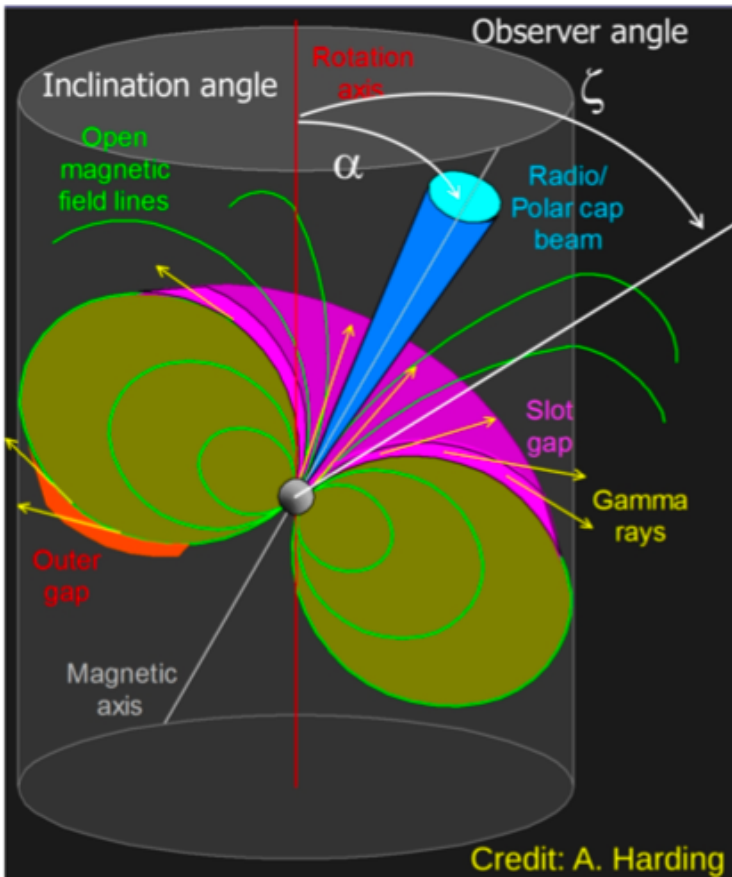 Observer angle
Rotation
axis
Inclination angle
ζ
Open
magnetic
field lines
α
Radio/
Polar cap
beam
Slot
gap
Gamma
rays
Outer
gap
Magnetic
axis
Credit: A. Harding